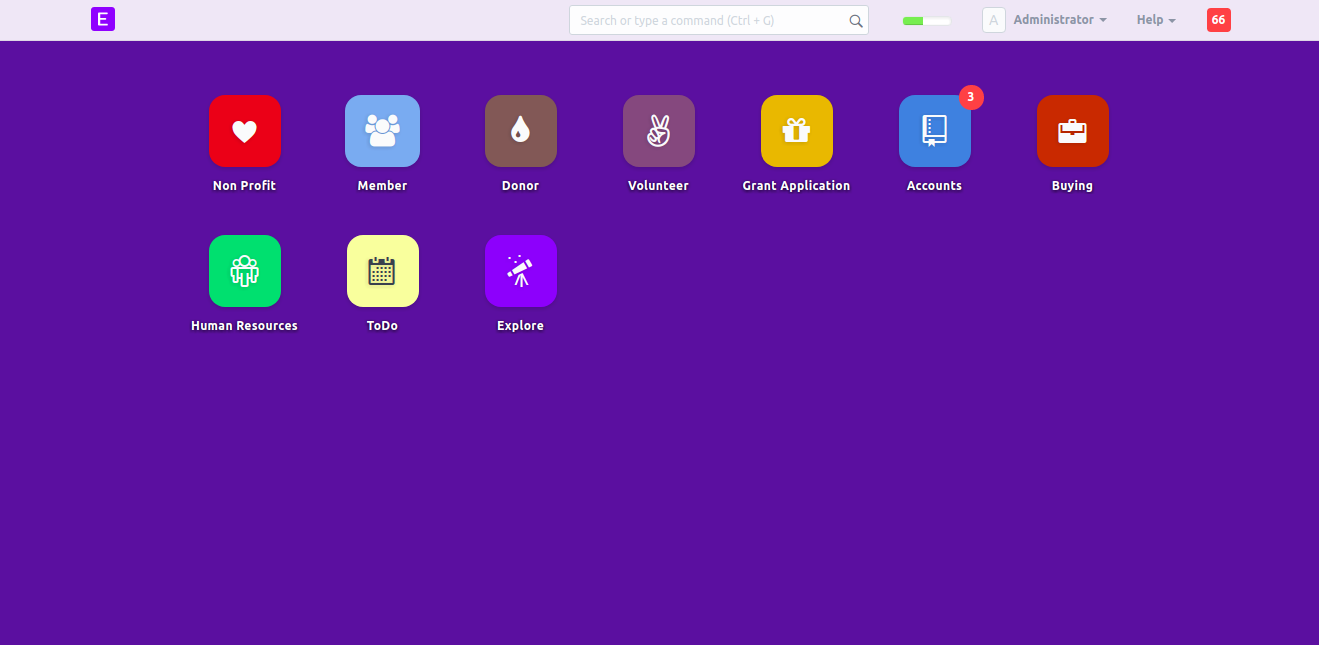 E
Search or type a command (Ctrl + G)
A Administrator
Help
66
3
Non Profit
Member
Donor
Volunteer
Grant Application
Accounts
Buying
Human Resources
ToDo
Explore